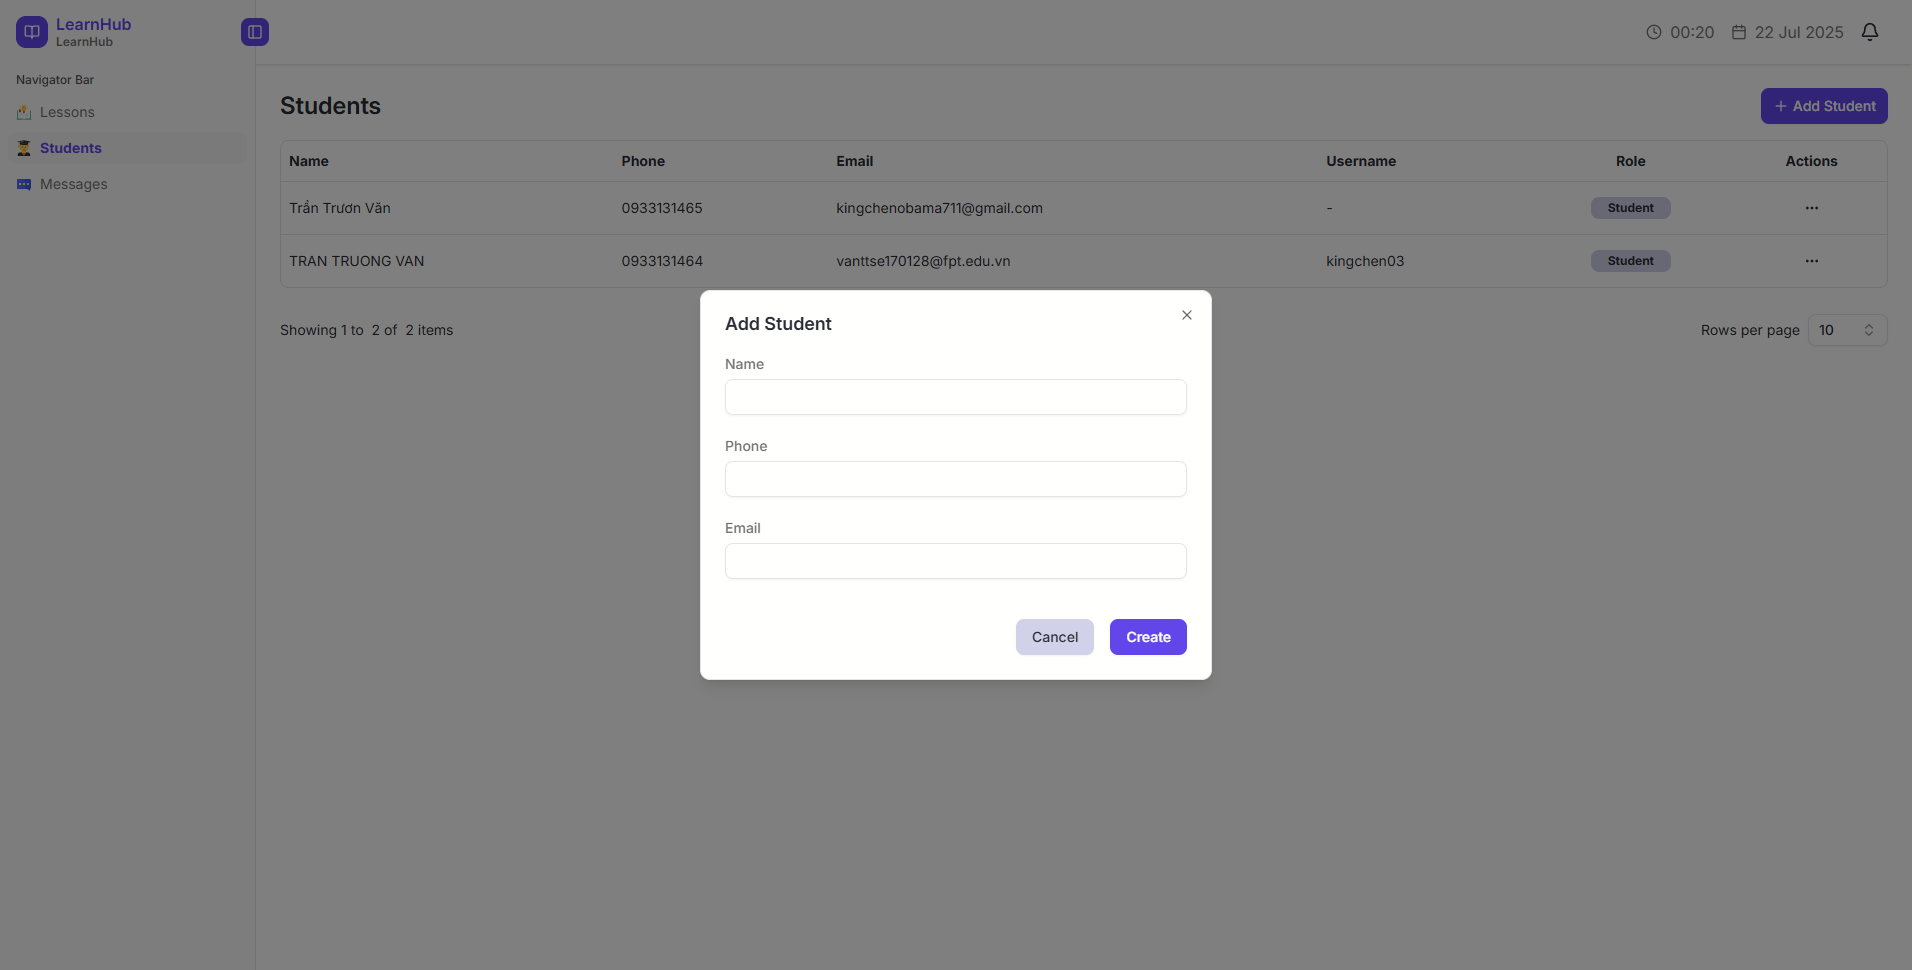 LearnHub
LearnHub
00:20 22 Jul 2025
Navigator Bar
Lessons
Students
Messages
Students
+ Add Student
Name Phone Email Username Role Actions
Trần Trươn Văn 0933131465 kingchenobama711@gmail.com - Student ...
TRAN TRUONG VAN 0933131464 vanttse170128@fpt.edu.vn kingchen03 Student ...
Showing 1 to 2 of 2 items
Rows per page 10
Add Student
Name
Phone
Email
Cancel Create